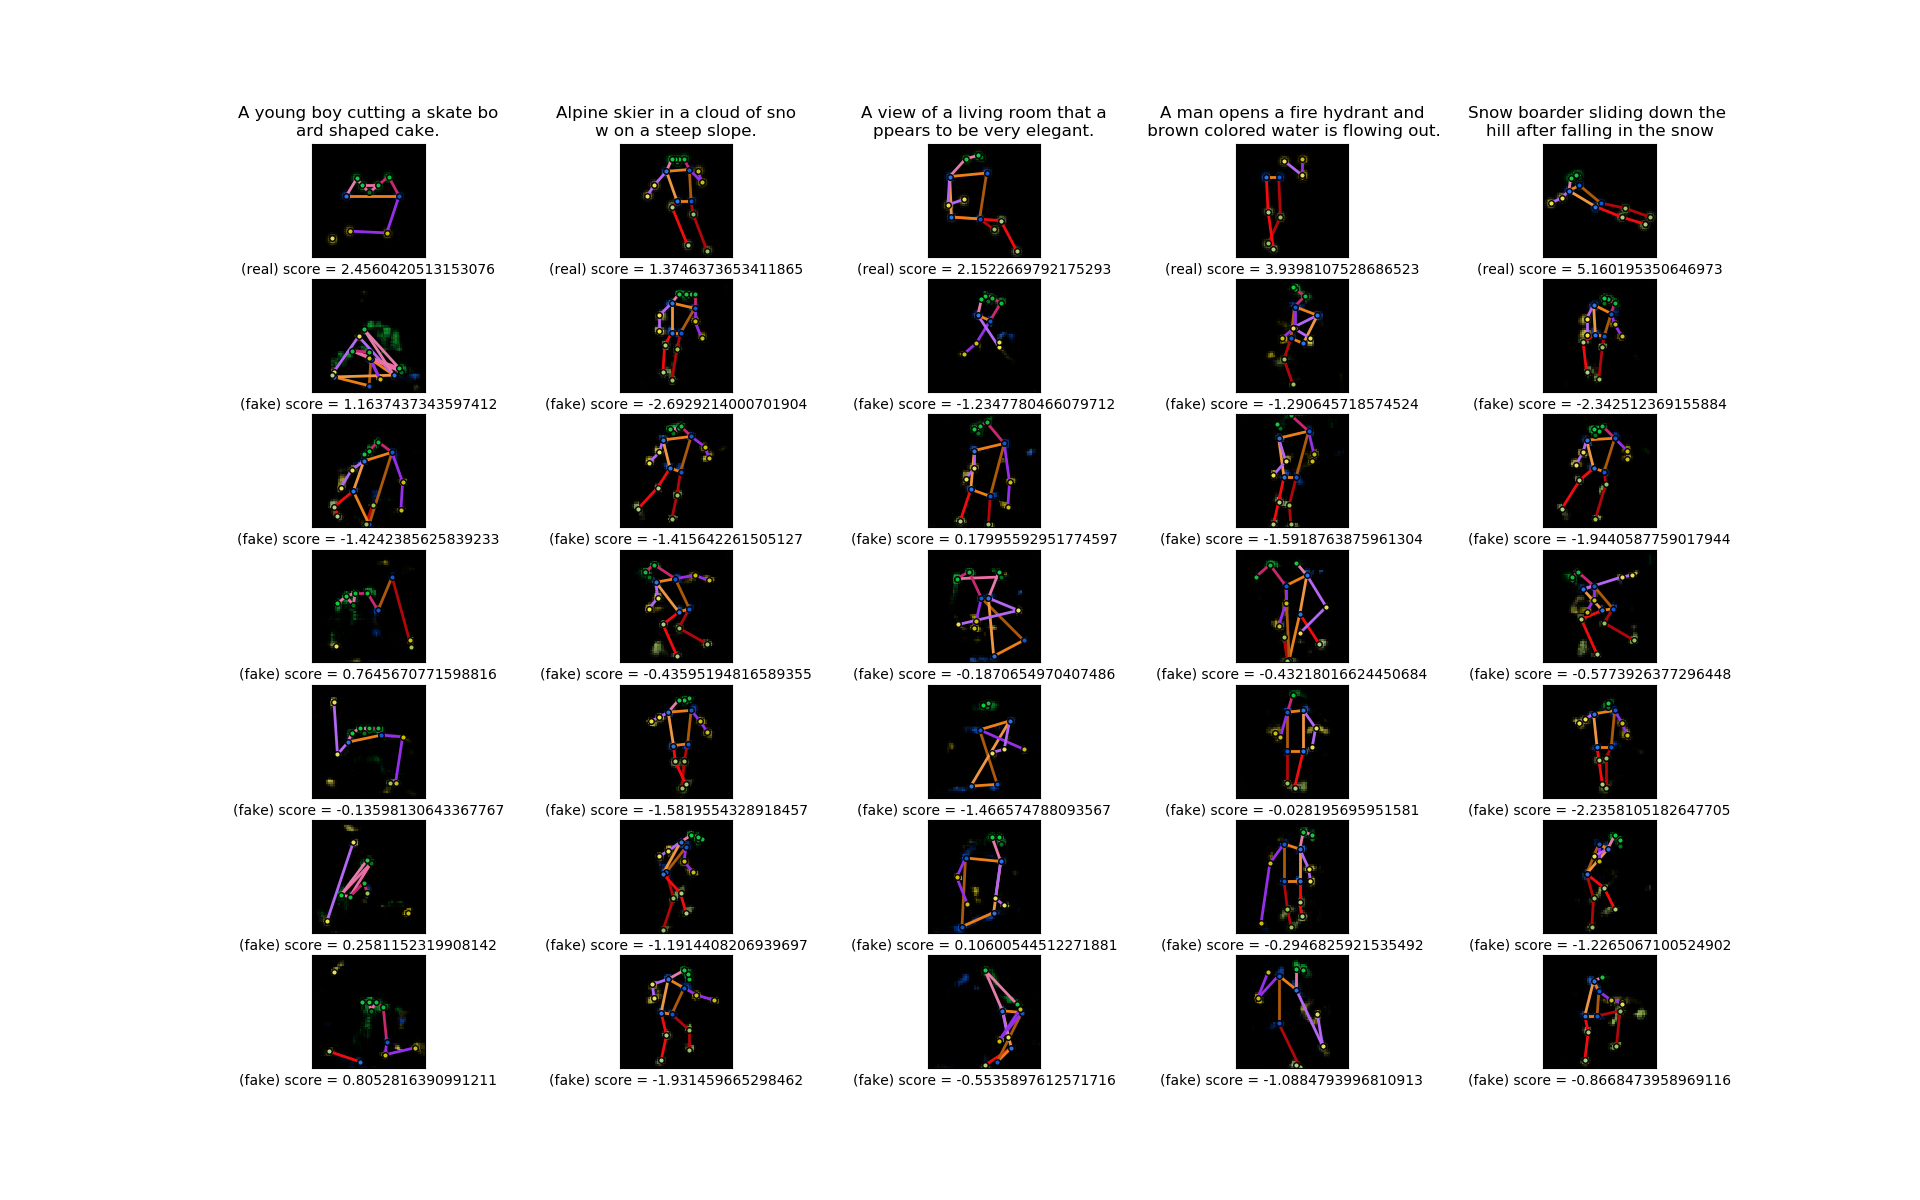 A young boy cutting a skate bo
ard shaped cake.
Alpine skier in a cloud of sno
w on a steep slope.
A view of a living room that a
ppears to be very elegant.
A man opens a fire hydrant and
brown colored water is flowing out.
Snow boarder sliding down the
hill after falling in the snow
(real) score = 2.4560420513153076
(real) score = 1.3746373653411865
(real) score = 2.1522669792175293
(real) score = 3.9398107528686523
(real) score = 5.160195350646973
(fake) score = 1.1637437343597412
(fake) score = -2.6929214000701904
(fake) score = -1.2347780466079712
(fake) score = -1.290645718574524
(fake) score = -2.342512369155884
(fake) score = -1.4242385625839233
(fake) score = -1.415642261505127
(fake) score = 0.17995592951774597
(fake) score = -1.5918763875961304
(fake) score = -1.9440587759017944
(fake) score = 0.7645670771598816
(fake) score = -0.43595194816589355
(fake) score = -0.1870654970407486
(fake) score = -0.43218016624450684
(fake) score = -0.5773926377296448
(fake) score = -0.13598130643367767
(fake) score = -1.5819554328918457
(fake) score = -1.466574788093567
(fake) score = -0.028195695951581
(fake) score = -2.2358105182647705
(fake) score = 0.2581152319908142
(fake) score = -1.1914408206939697
(fake) score = 0.10600544512271881
(fake) score = -0.2946825921535492
(fake) score = -1.2265067100524902
(fake) score = 0.8052816390991211
(fake) score = -1.931459665298462
(fake) score = -0.5535897612571716
(fake) score = -1.0884793996810913
(fake) score = -0.8668473958969116